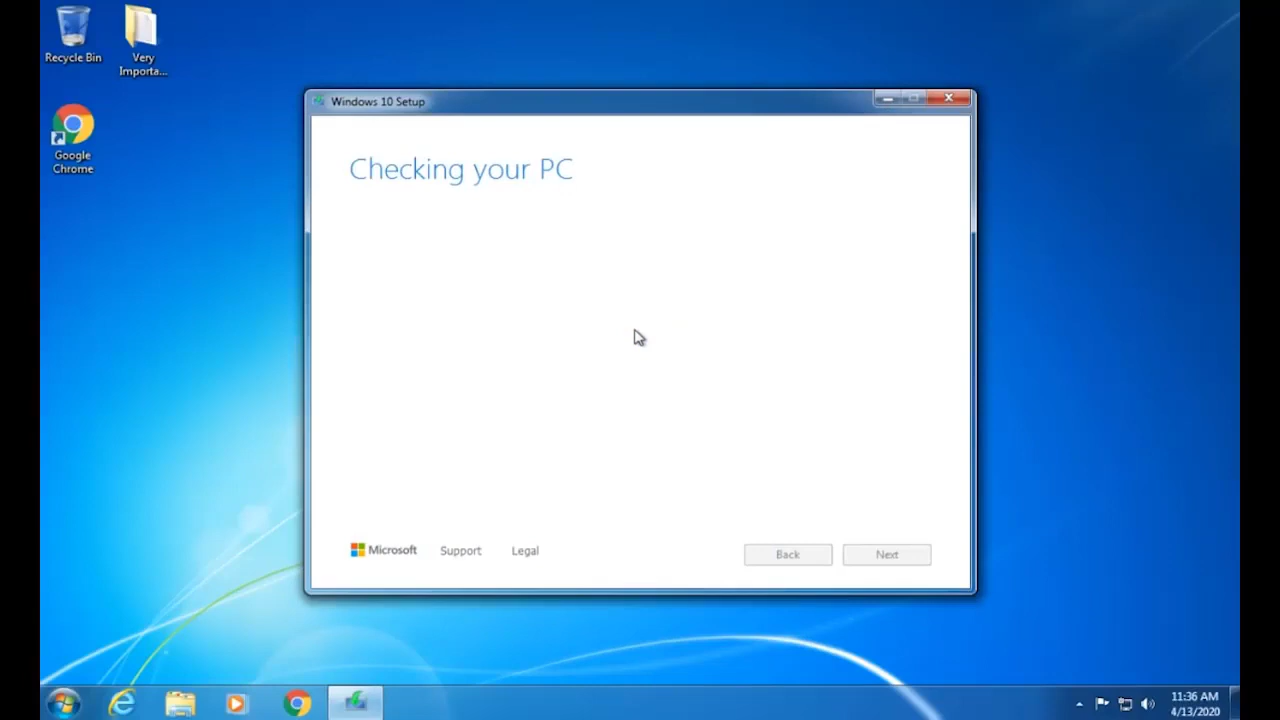 Recycle Bin
Very
Importa...
Google
Chrome
Windows 10 Setup
Checking your PC
Microsoft
Support
Legal
Back
Next
11:36 AM
4/13/2020